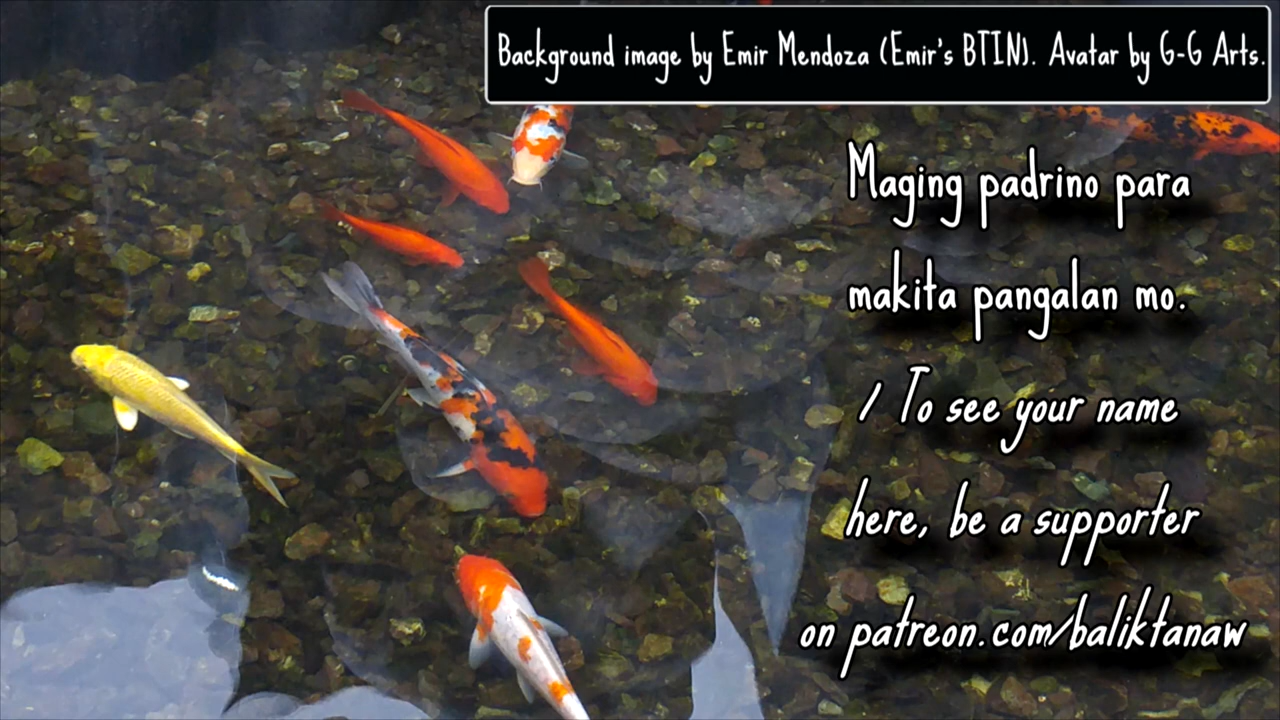 Background image by Emir Mendoza (Emir's BTIN). Avatar by G-G Arts.
Maging padrino para
makita pangalan mo.
/ To see your name
here, be a supporter
on patreon.com/baliktanaw